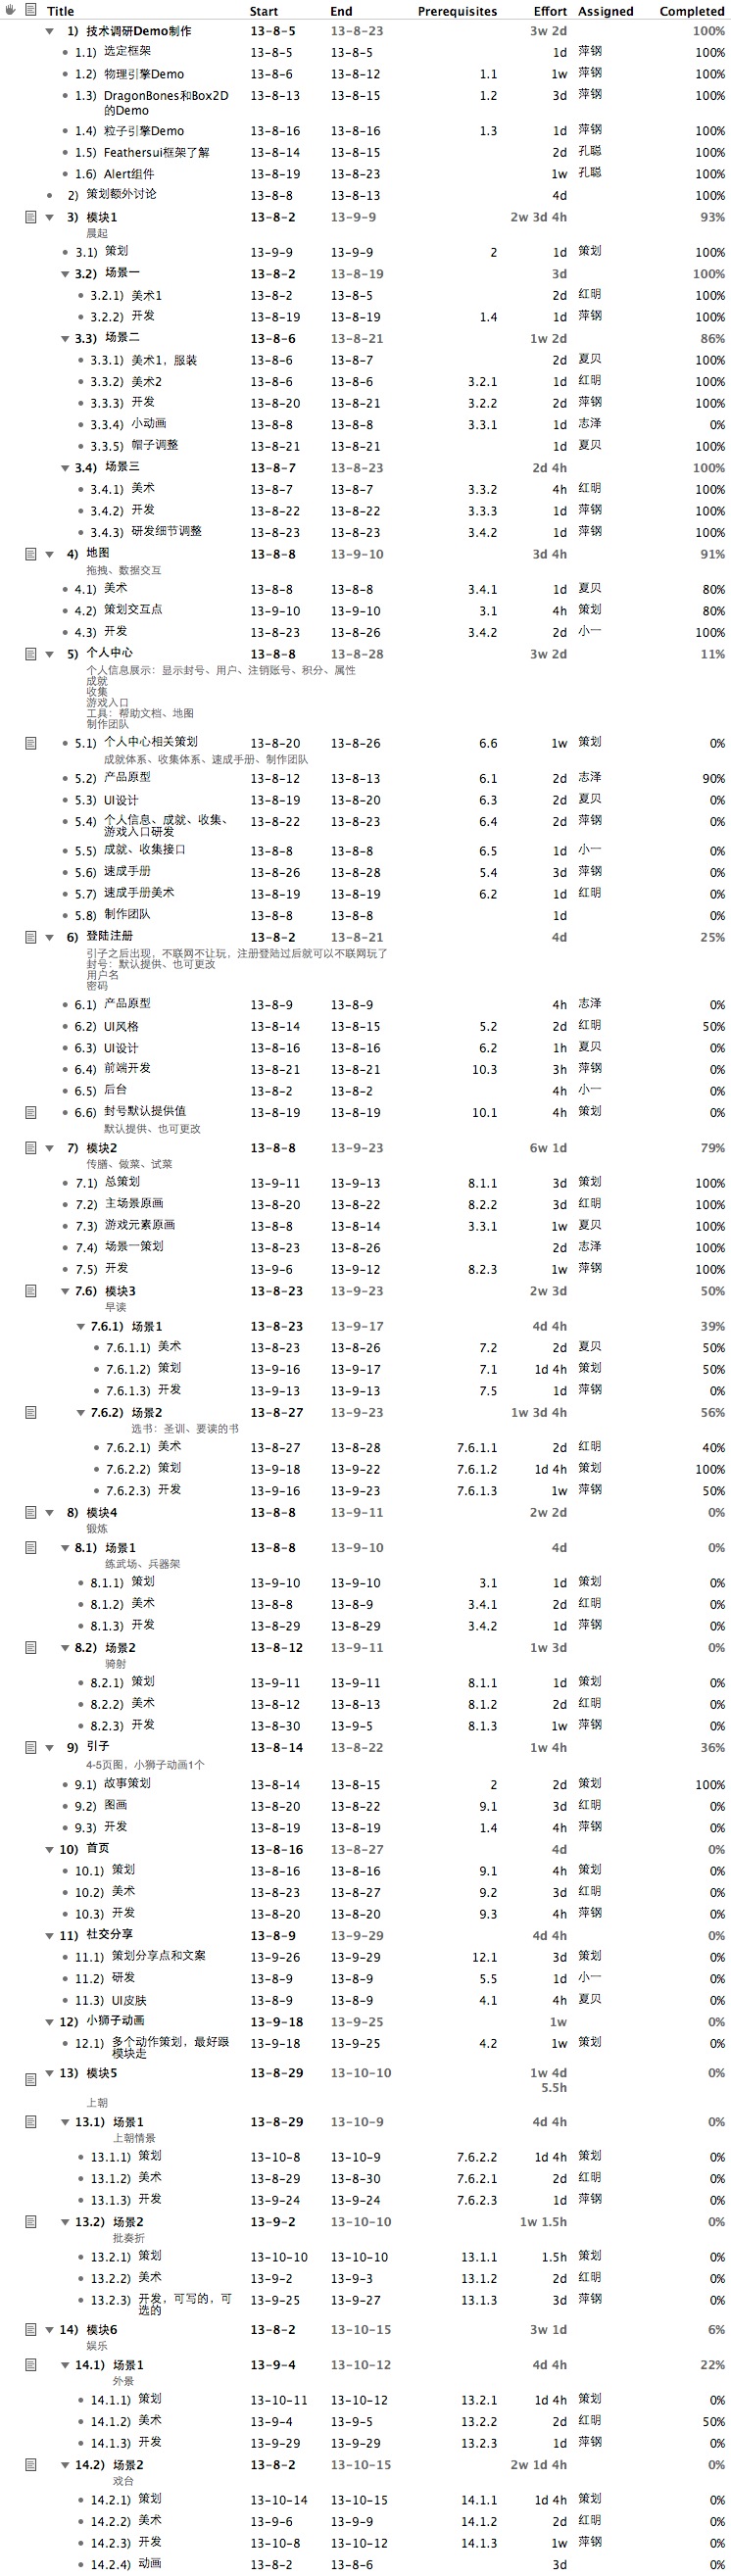 Title Start End Prerequisites Effort Assigned Completed
1) 技术调研Demo制作 13-8-5 13-8-23 3w 2d 100%
1.1) 选定框架 13-8-5 13-8-5 1d 萍钢 100%
1.2) 物理引擎Demo 13-8-6 13-8-12 1.1 1w 萍钢 100%
1.3) DragonBones和Box2D 13-8-13 13-8-15 1.2 3d 萍钢 100%
的Demo
1.4) 粒子引擎Demo 13-8-16 13-8-16 1.3 1d 萍钢 100%
1.5) Feathersui框架了解 13-8-14 13-8-15 2d 孔聪 100%
1.6) Alert组件 13-8-19 13-8-23 1w 孔聪 100%
2) 策划额外讨论 13-8-8 13-8-13 4d 100%
3) 模块1 13-8-2 13-9-9 2w 3d 4h 93%
晨起
3.1) 策划 13-9-9 13-9-9 2 1d 策划 100%
3.2) 场景一 13-8-2 13-8-19 3d 100%
3.2.1) 美术1 13-8-2 13-8-5 2d 红明 100%
3.2.2) 开发 13-8-19 13-8-19 1.4 1d 萍钢 100%
3.3) 场景二 13-8-6 13-8-21 1w 2d 86%
3.3.1) 美术1，服装 13-8-6 13-8-7 2d 夏贝 100%
3.3.2) 美术2 13-8-6 13-8-6 3.2.1 1d 红明 100%
3.3.3) 开发 13-8-20 13-8-21 3.2.2 2d 萍钢 100%
3.3.4) 小动画 13-8-8 13-8-8 3.3.1 1d 志泽 0%
3.3.5) 帽子调整 13-8-21 13-8-21 1d 夏贝 100%
3.4) 场景三 13-8-7 13-8-23 2d 4h 100%
3.4.1) 美术 13-8-7 13-8-7 3.3.2 4h 红明 100%
3.4.2) 开发 13-8-22 13-8-22 3.3.3 1d 萍钢 100%
3.4.3) 研发细节调整 13-8-23 13-8-23 3.4.2 1d 萍钢 100%
4) 地图 13-8-8 13-9-10 3d 4h 91%
拖拽、数据交互
4.1) 美术 13-8-8 13-8-8 3.4.1 1d 夏贝 80%
4.2) 策划交互点 13-9-10 13-9-10 3.1 4h 策划 80%
4.3) 开发 13-8-23 13-8-26 3.4.2 2d 小一 100%
5) 个人中心 13-8-8 13-8-28 3w 2d 11%
个人信息展示：显示封号、用户、注销账号、积分、属性
成就
收集
游戏入口
工具：帮助文档、地图
制作团队
5.1) 个人中心相关策划 13-8-20 13-8-26 6.6 1w 策划 0%
成就体系、收集体系、速成手册、制作团队
5.2) 产品原型 13-8-12 13-8-13 6.1 2d 志泽 90%
5.3) UI设计 13-8-19 13-8-20 6.3 2d 夏贝 0%
5.4) 个人信息、成就、收集、 13-8-22 13-8-23 6.4 2d 萍钢 0%
游戏入口研发
5.5) 成就、收集接口 13-8-8 13-8-8 6.5 1d 小一 0%
5.6) 速成手册 13-8-26 13-8-28 5.4 3d 萍钢 0%
5.7) 速成手册美术 13-8-19 13-8-19 6.2 1d 红明 0%
5.8) 制作团队 13-8-8 13-8-8 1d 0%
6) 登陆注册 13-8-2 13-8-21 4d 25%
引子之后出现，不联网不让玩，注册登陆过后就可以不联网玩了
封号：默认提供、也可更改
用户名
密码
6.1) 产品原型 13-8-9 13-8-9 4h 志泽 0%
6.2) UI风格 13-8-14 13-8-15 5.2 2d 红明 50%
6.3) UI设计 13-8-16 13-8-16 6.2 1h 夏贝 0%
6.4) 前端开发 13-8-21 13-8-21 10.3 3h 萍钢 0%
6.5) 后台 13-8-2 13-8-2 4h 小一 0%
6.6) 封号默认提供值 13-8-19 13-8-19 10.1 4h 策划 0%
默认提供、也可更改
7) 模块2 13-8-8 13-9-23 6w 1d 79%
传膳、做菜、试菜
7.1) 总策划 13-9-11 13-9-13 8.1.1 3d 策划 100%
7.2) 主场景原画 13-8-20 13-8-22 8.2.2 3d 红明 100%
7.3) 游戏元素原画 13-8-8 13-8-14 3.3.1 1w 夏贝 100%
7.4) 场景一策划 13-8-23 13-8-26 2d 志泽 100%
7.5) 开发 13-9-6 13-9-12 8.2.3 1w 萍钢 100%
7.6) 模块3 13-8-23 13-9-23 2w 3d 50%
早读
7.6.1) 场景1 13-8-23 13-9-17 4d 4h 39%
7.6.1.1) 美术 13-8-23 13-8-26 7.2 2d 夏贝 50%
7.6.1.2) 策划 13-9-16 13-9-17 7.1 1d 4h 策划 50%
7.6.1.3) 开发 13-9-13 13-9-13 7.5 1d 萍钢 0%
7.6.2) 场景2 13-8-27 13-9-23 1w 3d 4h 56%
选书：圣训、要读的书
7.6.2.1) 美术 13-8-27 13-8-28 7.6.1.1 2d 红明 40%
7.6.2.2) 策划 13-9-18 13-9-22 7.6.1.2 1d 4h 策划 100%
7.6.2.3) 开发 13-9-16 13-9-23 7.6.1.3 1w 萍钢 50%
8) 模块4 13-8-8 13-9-11 2w 2d 0%
锻炼
8.1) 场景1 13-8-8 13-9-10 4d 0%
练武场、兵器架
8.1.1) 策划 13-9-10 13-9-10 3.1 1d 策划 0%
8.1.2) 美术 13-8-8 13-8-9 3.4.1 2d 红明 0%
8.1.3) 开发 13-8-29 13-8-29 3.4.2 1d 萍钢 0%
8.2) 场景2 13-8-12 13-9-11 1w 3d 0%
骑射
8.2.1) 策划 13-9-11 13-9-11 8.1.1 1d 策划 0%
8.2.2) 美术 13-8-12 13-8-13 8.1.2 2d 红明 0%
8.2.3) 开发 13-8-30 13-9-5 8.1.3 1w 萍钢 0%
9) 引子 13-8-14 13-8-22 1w 4h 36%
4-5页图，小狮子动画1个
9.1) 故事策划 13-8-14 13-8-15 2 2d 策划 100%
9.2) 图画 13-8-20 13-8-22 9.1 3d 红明 0%
9.3) 开发 13-8-19 13-8-19 1.4 4h 萍钢 0%
10) 首页 13-8-16 13-8-27 4d 0%
10.1) 策划 13-8-16 13-8-16 9.1 4h 策划 0%
10.2) 美术 13-8-23 13-8-27 9.2 3d 红明 0%
10.3) 开发 13-8-20 13-8-20 9.3 4h 萍钢 0%
11) 社交分享 13-8-9 13-9-29 4d 4h 0%
11.1) 策划分享点和文案 13-9-26 13-9-29 12.1 3d 策划 0%
11.2) 研发 13-8-9 13-8-9 5.5 1d 小一 0%
11.3) UI皮肤 13-8-9 13-8-9 4.1 4h 夏贝 0%
12) 小狮子动画 13-9-18 13-9-25 1w 0%
12.1) 多个动作策划，最好跟 13-9-18 13-9-25 4.2 1w 策划 0%
模块走
13) 模块5 13-8-29 13-10-10 1w 4d 0%
5.5h
上朝
13.1) 场景1 13-8-29 13-10-9 4d 4h 0%
上朝情景
13.1.1) 策划 13-10-8 13-10-9 7.6.2.2 1d 4h 策划 0%
13.1.2) 美术 13-8-29 13-8-30 7.6.2.1 2d 红明 0%
13.1.3) 开发 13-9-24 13-9-24 7.6.2.3 1d 萍钢 0%
13.2) 场景2 13-9-2 13-10-10 1w 1.5h 0%
批奏折
13.2.1) 策划 13-10-10 13-10-10 13.1.1 1.5h 策划 0%
13.2.2) 美术 13-9-2 13-9-3 13.1.2 2d 红明 0%
13.2.3) 开发，可写的，可 13-9-25 13-9-27 13.1.3 3d 萍钢 0%
选的
14) 模块6 13-8-2 13-10-15 3w 1d 6%
娱乐
14.1) 场景1 13-9-4 13-10-12 4d 4h 22%
外景
14.1.1) 策划 13-10-11 13-10-12 13.2.1 1d 4h 策划 0%
14.1.2) 美术 13-9-4 13-9-5 13.2.2 2d 红明 50%
14.1.3) 开发 13-9-29 13-9-29 13.2.3 1d 萍钢 0%
14.2) 场景2 13-8-2 13-10-15 2w 1d 4h 0%
戏台
14.2.1) 策划 13-10-14 13-10-15 14.1.1 1d 4h 策划 0%
14.2.2) 美术 13-9-6 13-9-9 14.1.2 2d 红明 0%
14.2.3) 开发 13-10-8 13-10-12 14.1.3 1w 萍钢 0%
14.2.4) 动画 13-8-2 13-8-6 3d 0%